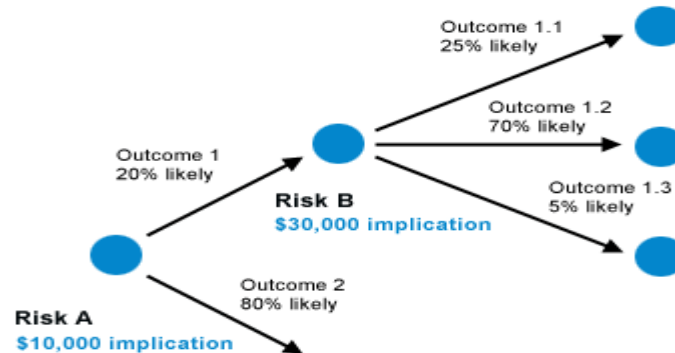 Outcome 1.1
25% likely
Outcome 1.2
70% likely
Outcome 1
20% likely
Outcome 1.3
5% likely
Risk B
$30,000 implication
Outcome 2
80% likely
Risk A
$10,000 implication